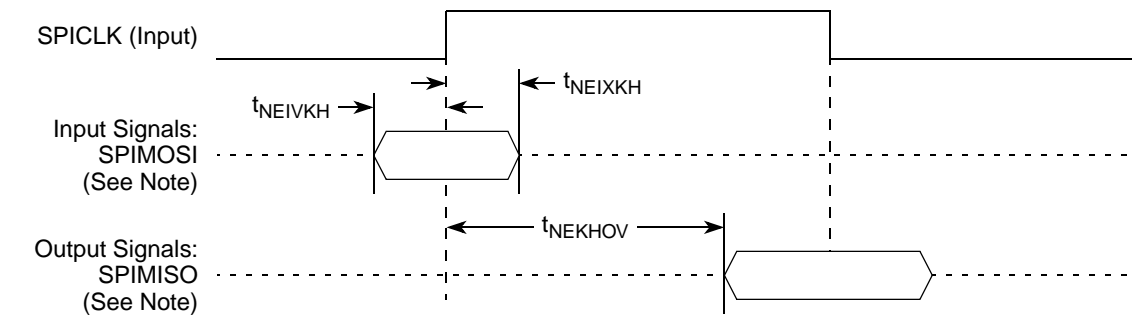 SPICLK (Input)
tNEIXKH
tNEIVKH
Input Signals:
SPIMOSI
(See Note)
tNEKHOV
Output Signals:
SPIMISO
(See Note)